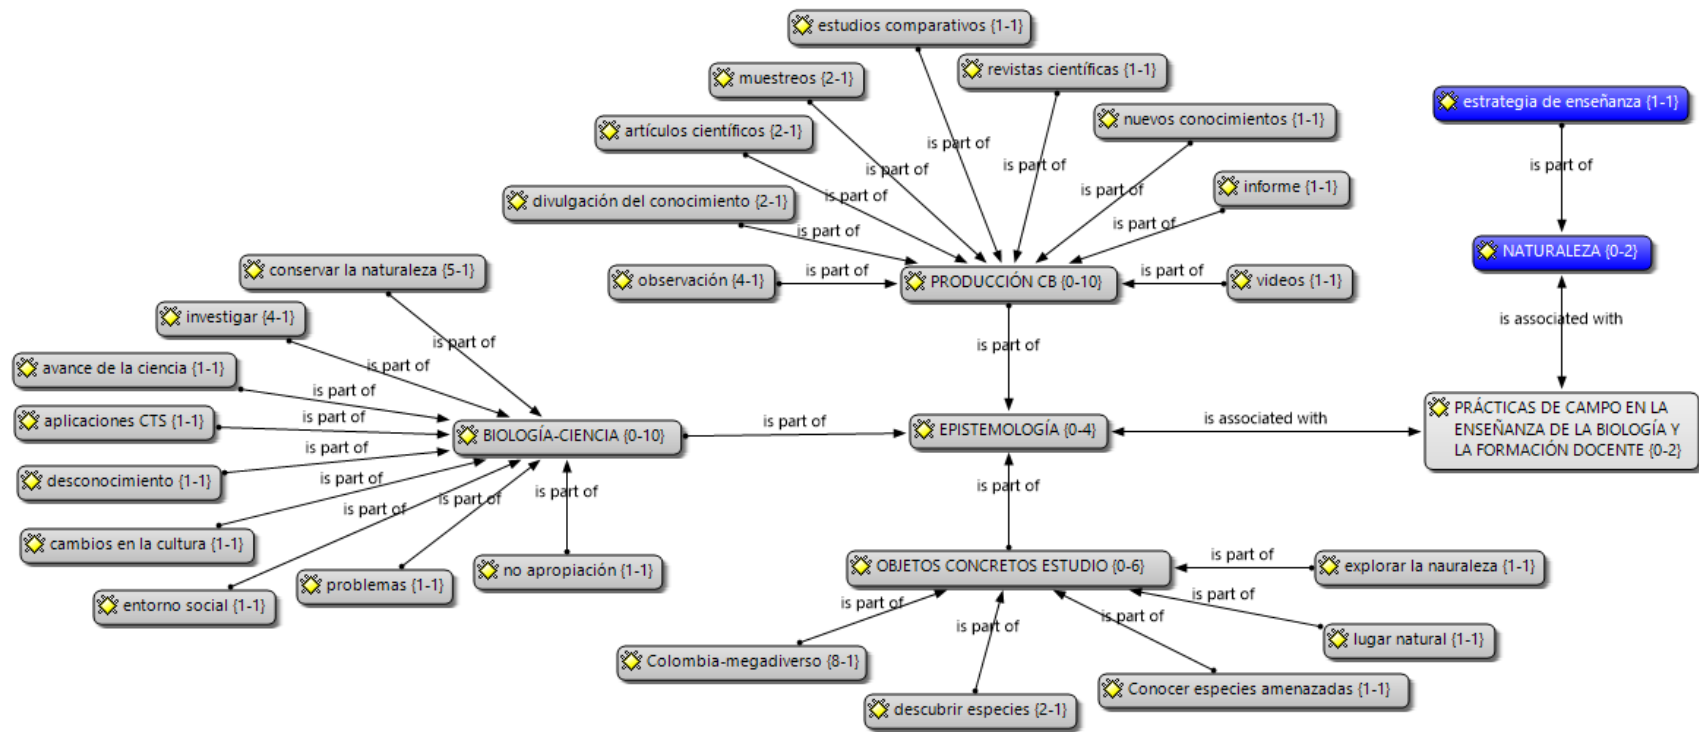 estudios comparativos {1-1}
muestreos {2-1}
revistas científicas {1-1}
artículos científicos {2-1}
nuevos conocimientos {1-1}
estrategia de enseñanza {1-1}
is part of
is part of
is part of
is part of
is part of
is part of
divulgación del conocimiento {2-1}
informe {1-1}
is part of
is part of
observación {4-1}
is part of
PRODUCCIÓN CB {0-10}
is part of
videos {1-1}
NATURALEZA {0-2}
is associated with
conservar la naturaleza {5-1}
investigar {4-1}
is part of
is part of
avance de la ciencia {1-1}
is part of
aplicaciones CTS {1-1}
is part of
is part of
BIOLOGÍA-CIENCIA {0-10}
is part of
EPISTEMOLOGÍA {0-4}
is associated with
PRÁCTICAS DE CAMPO EN LA
ENSEÑANZA DE LA BIOLOGÍA Y
LA FORMACIÓN DOCENTE {0-2}
is part of
desconocimiento {1-1}
is part of
is part of
is part of
is part of
is part of
cambios en la cultura {1-1}
entorno social {1-1}
problemas {1-1}
no apropiación {1-1}
OBJETOS CONCRETOS ESTUDIO {0-6}
is part of
explorar la nauraleza {1-1}
is part of
is part of
is part of
is part of
Colombia-megadiverso {8-1}
descubrir especies {2-1}
Conocer especies amenazadas {1-1}
lugar natural {1-1}